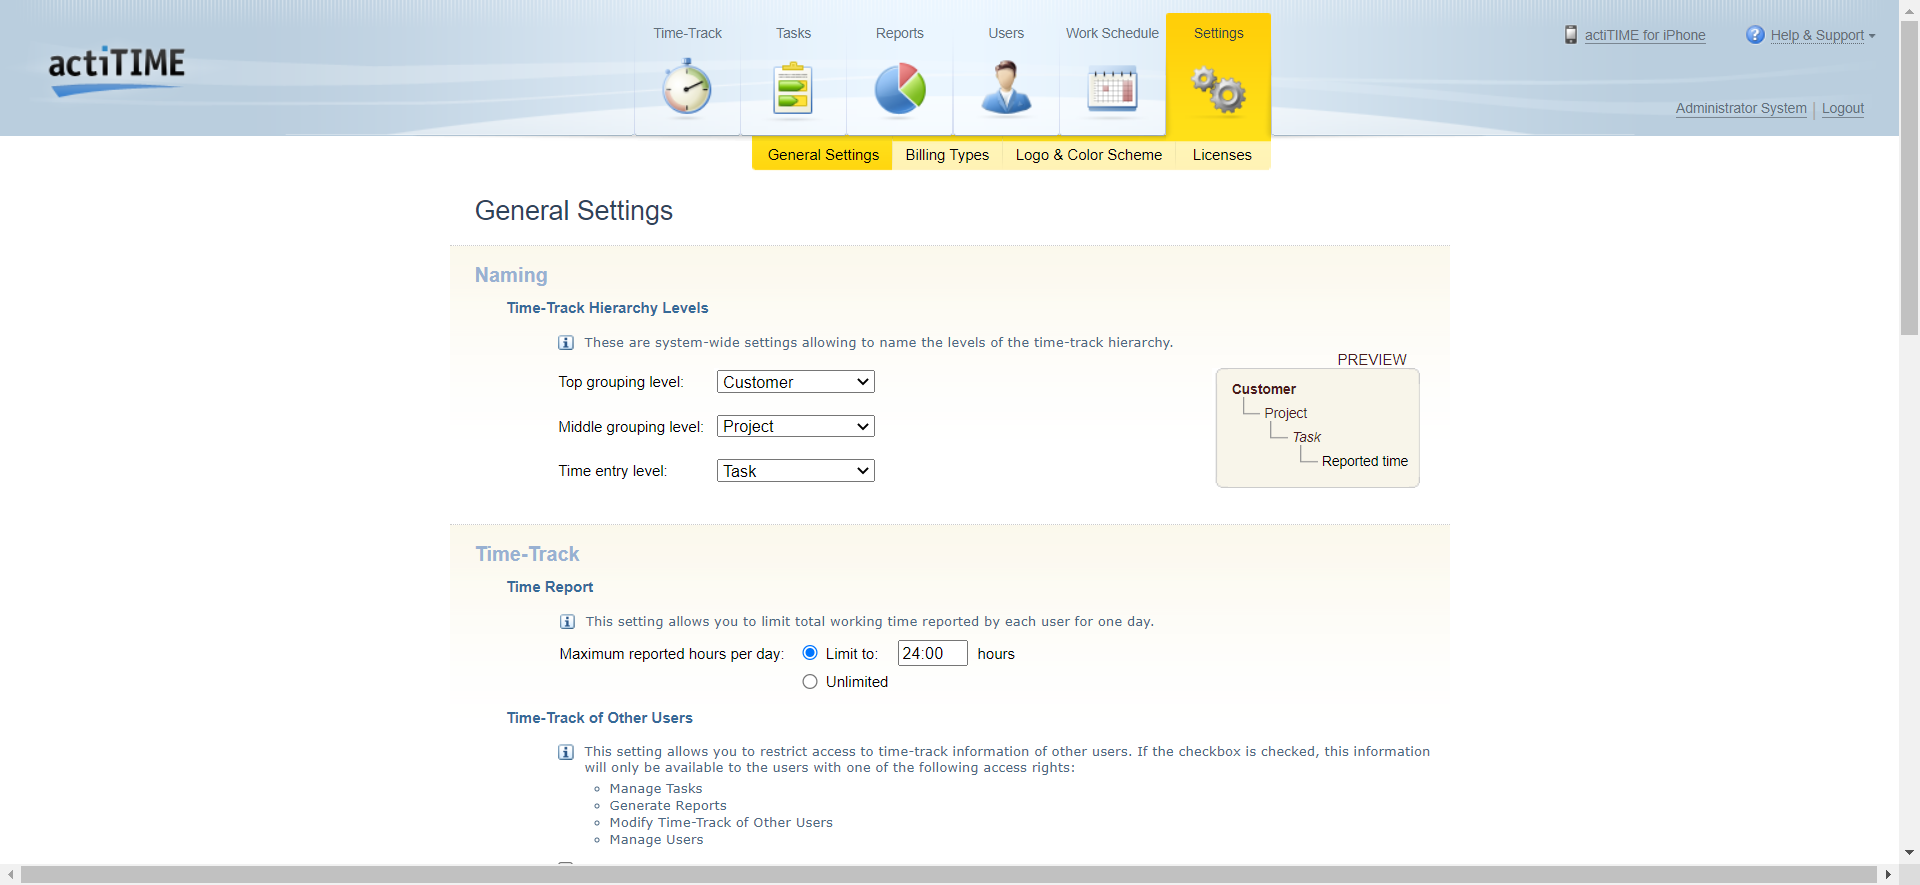 actiTIME
Time-Track
Tasks
Reports
Users
Work Schedule
Settings
actiTIME for iPhone
Help & Support
Administrator System
Logout
General Settings
Billing Types
Logo & Color Scheme
Licenses
General Settings
Naming
Time-Track Hierarchy Levels
These are system-wide settings allowing to name the levels of the time-track hierarchy.
Top grouping level: Customer
Middle grouping level: Project
Time entry level: Task
PREVIEW
Customer
Project
Task
Reported time
Time-Track
Time Report
This setting allows you to limit total working time reported by each user for one day.
Maximum reported hours per day: Limit to: 24:00 hours
Unlimited
Time-Track of Other Users
This setting allows you to restrict access to time-track information of other users. If the checkbox is checked, this information
will only be available to the users with one of the following access rights:
Manage Tasks
Generate Reports
Modify Time-Track of Other Users
Manage Users